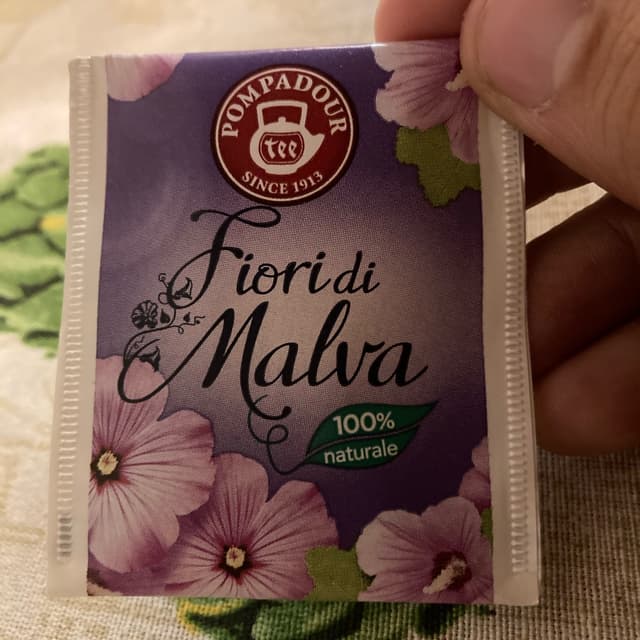 POMPADOUR
Tee
SINCE 1913
Fiori di
Malva
100%
naturale